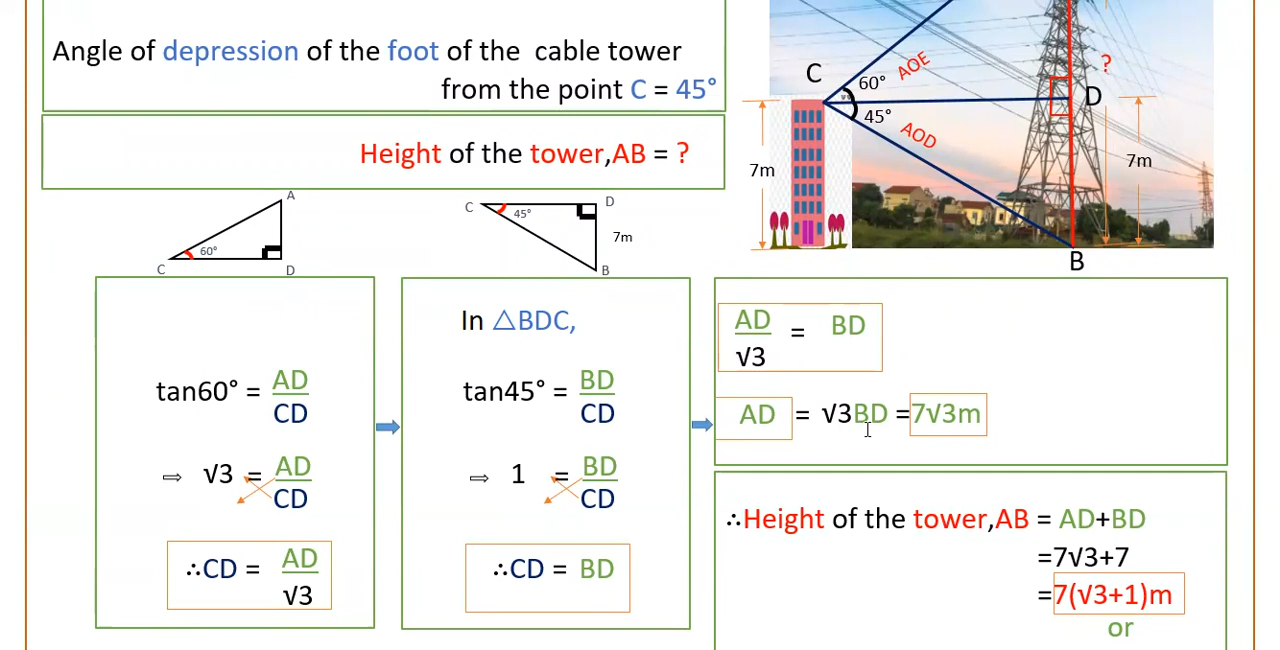 Angle of depression of the foot of the cable tower
from the point C = 45°
Height of the tower,AB = ?
C
60°
AOE
45°
AOD
D
?
7m
7m
B
A
60°
C
D
C
45°
D
7m
B
tan60° = AD
CD
⇨ √3 = AD
CD
∴CD = AD
√3
In △BDC,
tan45° = BD
CD
⇨ 1 = BD
CD
∴CD = BD
AD = BD
√3
AD = √3BD =7√3m
∴Height of the tower,AB = AD+BD
=7√3+7
=7(√3+1)m
or